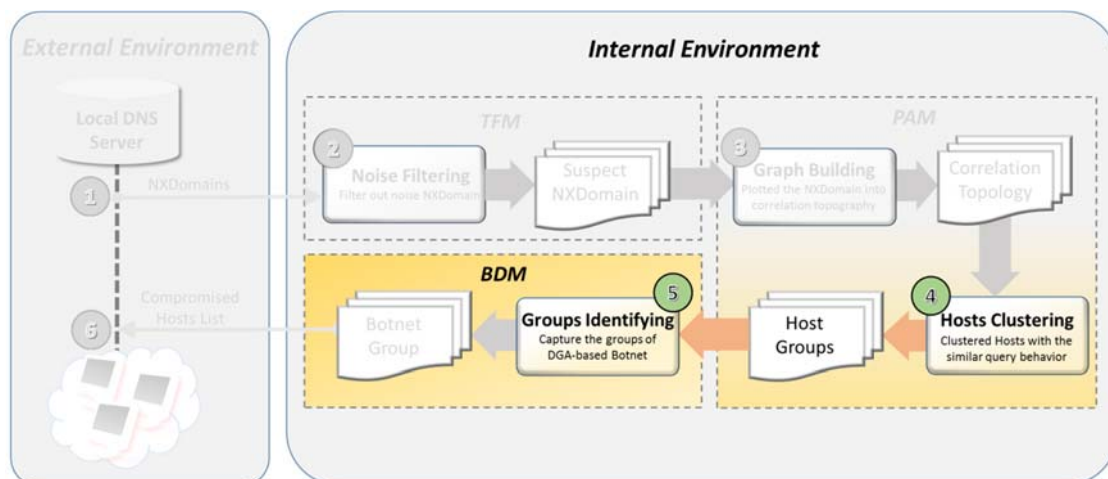 External Environment
Local DNS
Server
1
NXDomains
Compromised
Hosts List
6
Internal Environment
TFM
2
Noise Filtering
Filter out noise NXDomain
Suspect
NXDomain
PAM
3
Graph Building
Plotted the NXDomain into
correlation topography
Correlation
Topology
BDM
Botnet
Group
5
Groups Identifying
Capture the groups of
DGA-based Botnet
Host
Groups
4
Hosts Clustering
Clustered Hosts with the
similar query behavior